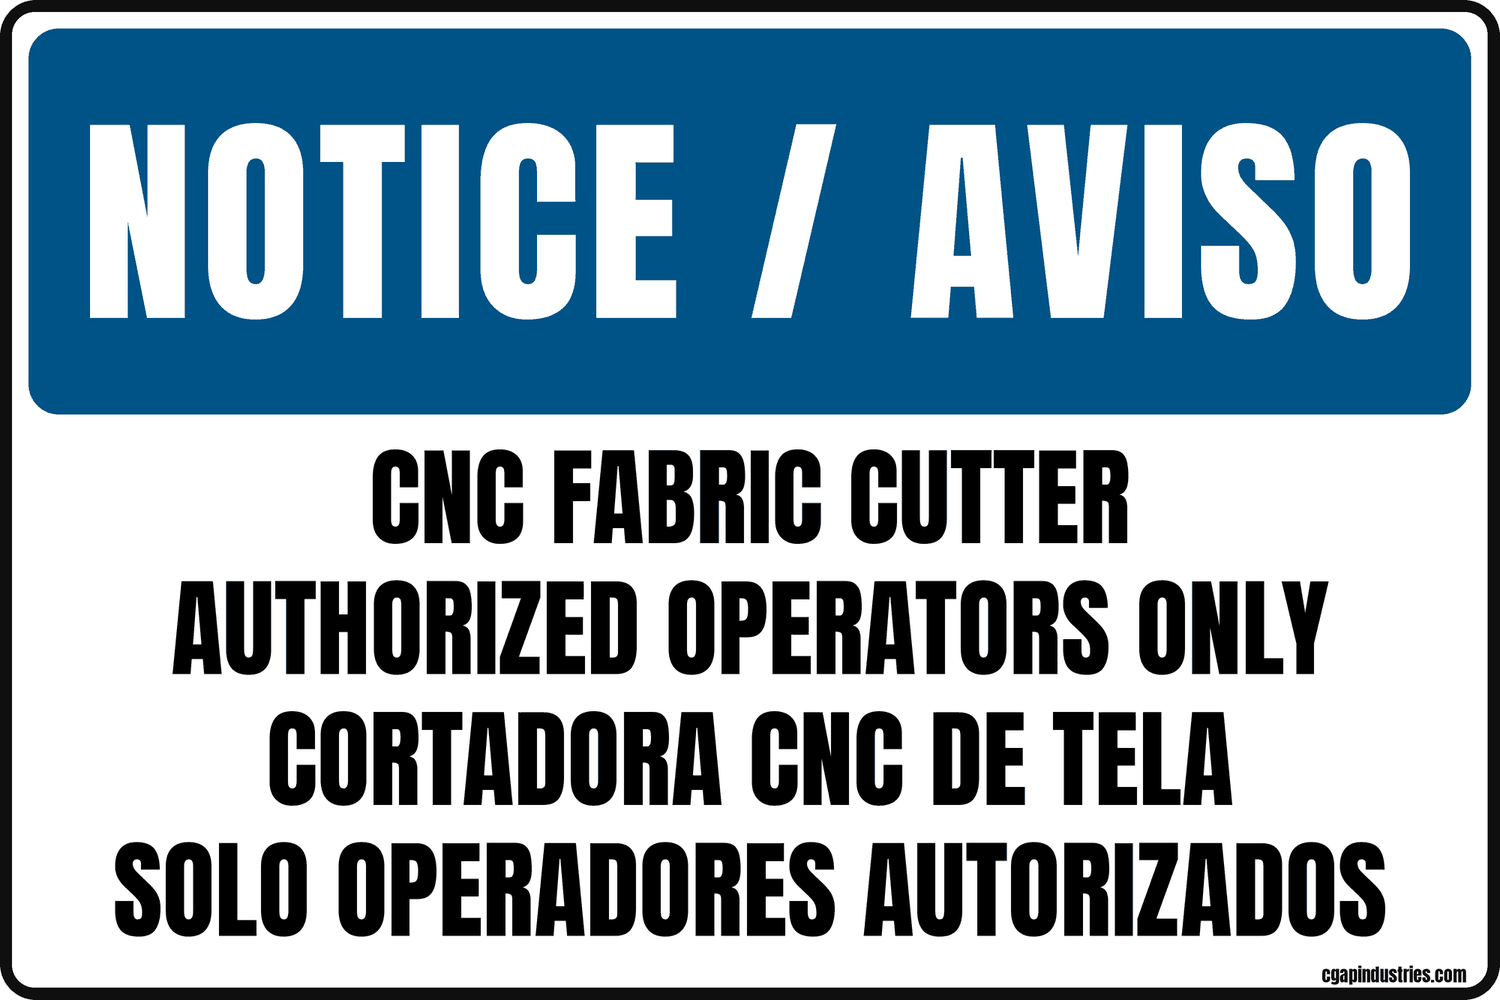 NOTICE / AVISO
CNC FABRIC CUTTER
AUTHORIZED OPERATORS ONLY
CORTADORA CNC DE TELA
SOLO OPERADORES AUTORIZADOS
cgapindustries.com